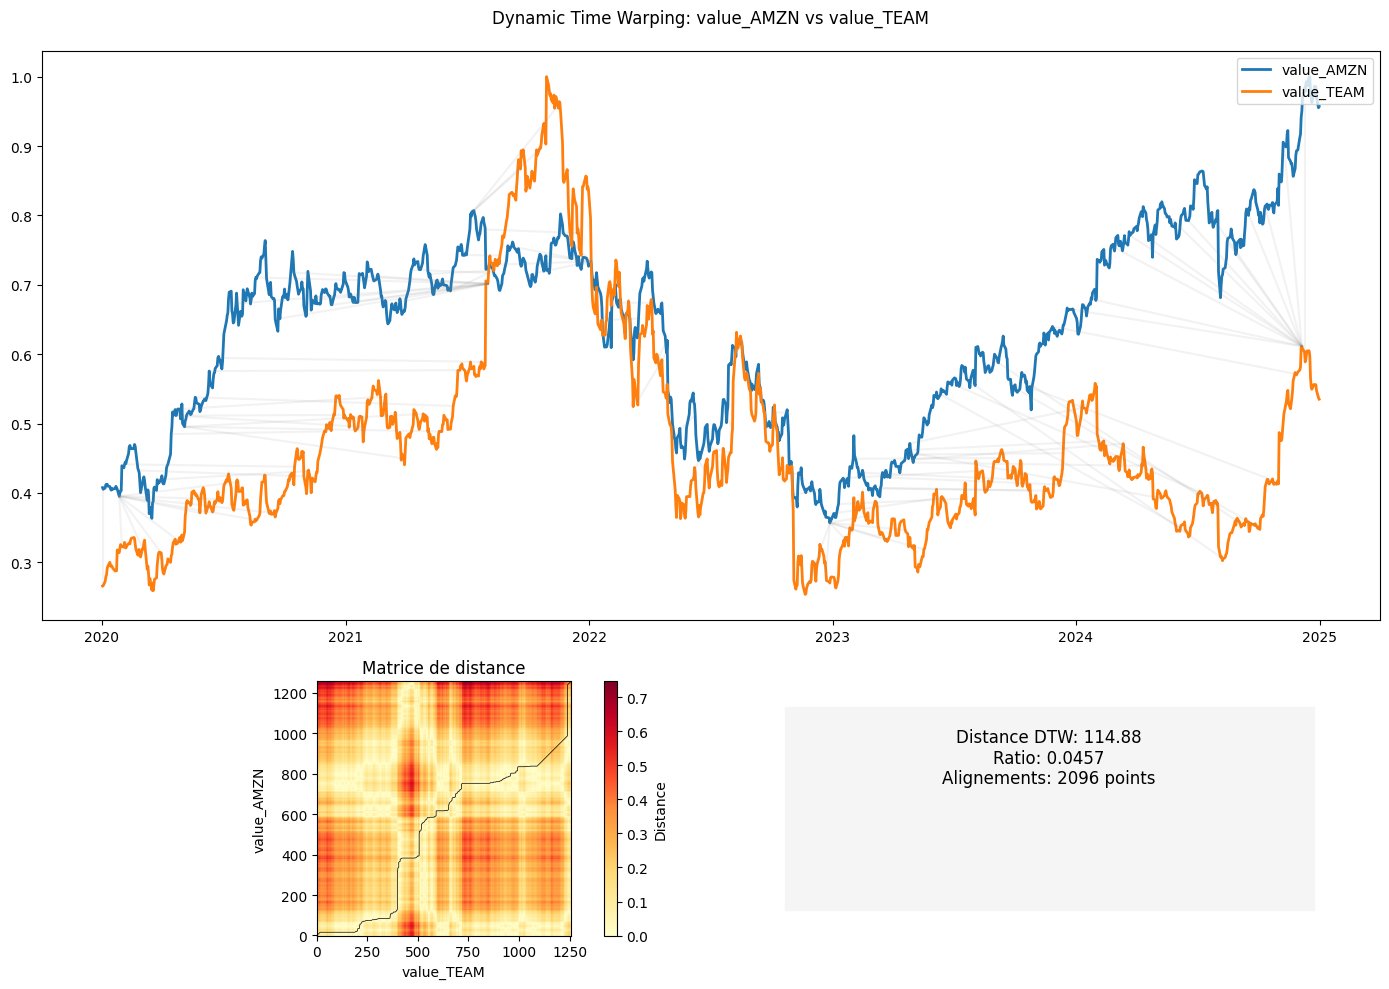 Dynamic Time Warping: value_AMZN vs value_TEAM
value_AMZN
value_TEAM
1.0
0.9
0.8
0.7
0.6
0.5
0.4
0.3
2020 2021 2022 2023 2024 2025
Matrice de distance
value_AMZN
1200
1000
800
600
400
200
0
0 250 500 750 1000 1250
value_TEAM
0.7
0.6
0.5
0.4
0.3
0.2
0.1
0.0
Distance
Distance DTW: 114.88
Ratio: 0.0457
Alignements: 2096 points